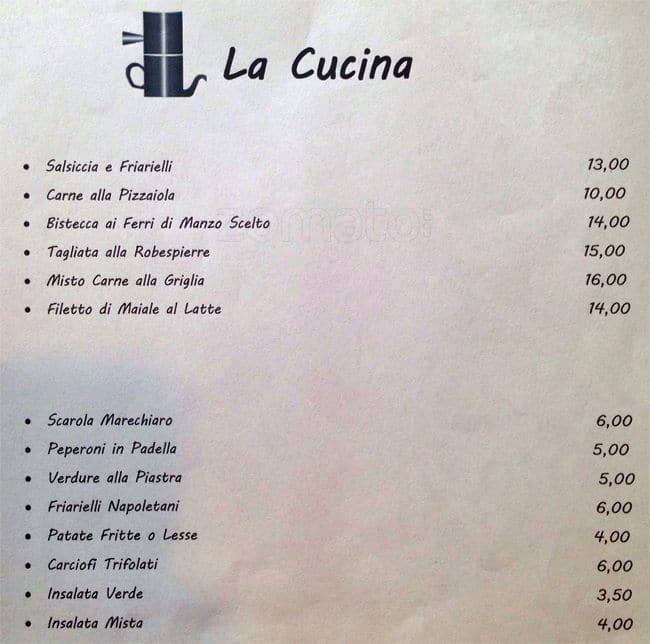 La Cucina
• Salsiccia e Friarielli 13,00
• Carne alla Pizzaiola 10,00
• Bistecca ai Ferri di Manzo Scelto 14,00
zomato.com
• Tagliata alla Robespierre 15,00
• Misto Carne alla Griglia 16,00
• Filetto di Maiale al Latte 14,00
• Scarola Marechiaro 6,00
• Peperoni in Padella 5,00
• Verdure alla Piastra 5,00
• Friarielli Napoletani 6,00
• Patate Fritte o Lesse 4,00
• Carciofi Trifolati 6,00
• Insalata Verde 3,50
• Insalata Mista 4,00